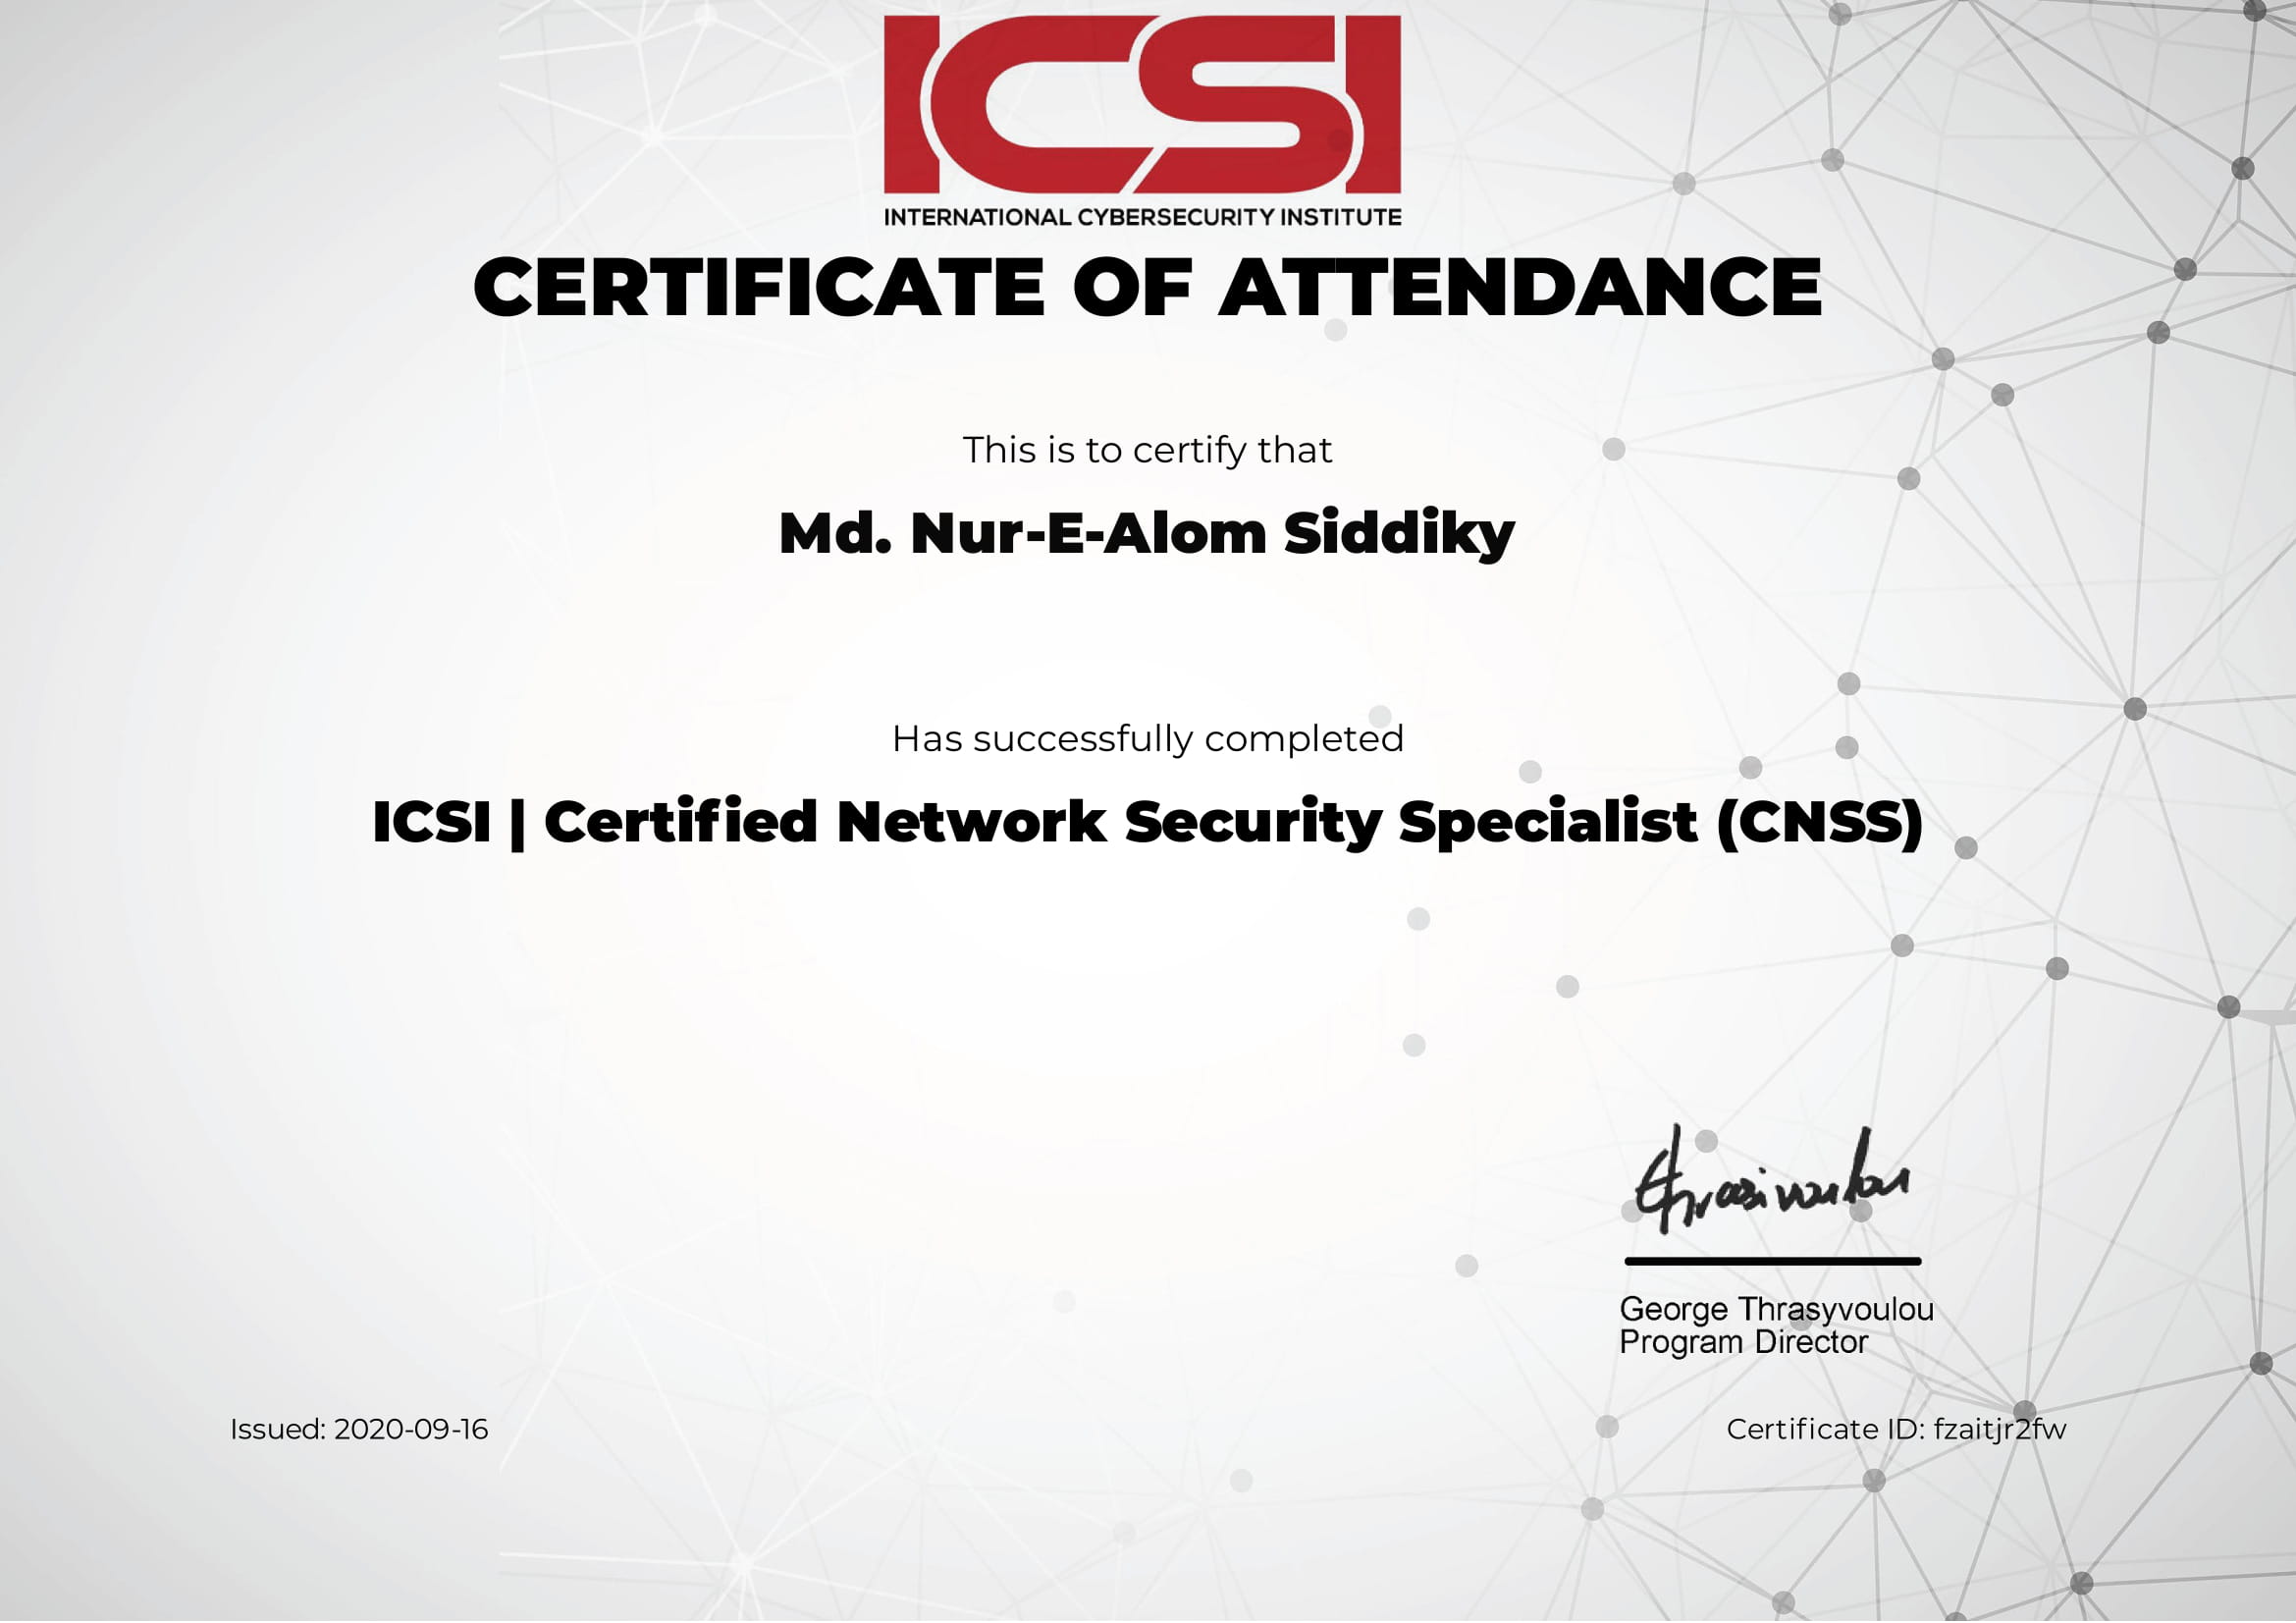 ICSI
INTERNATIONAL CYBERSECURITY INSTITUTE
CERTIFICATE OF ATTENDANCE
This is to certify that
Md. Nur-E-Alom Siddiky
Has successfully completed
ICSI | Certified Network Security Specialist (CNSS)
Thrasivoulou
George Thrasyvoulou
Program Director
Issued: 2020-09-16
Certificate ID: fzaitjr2fw